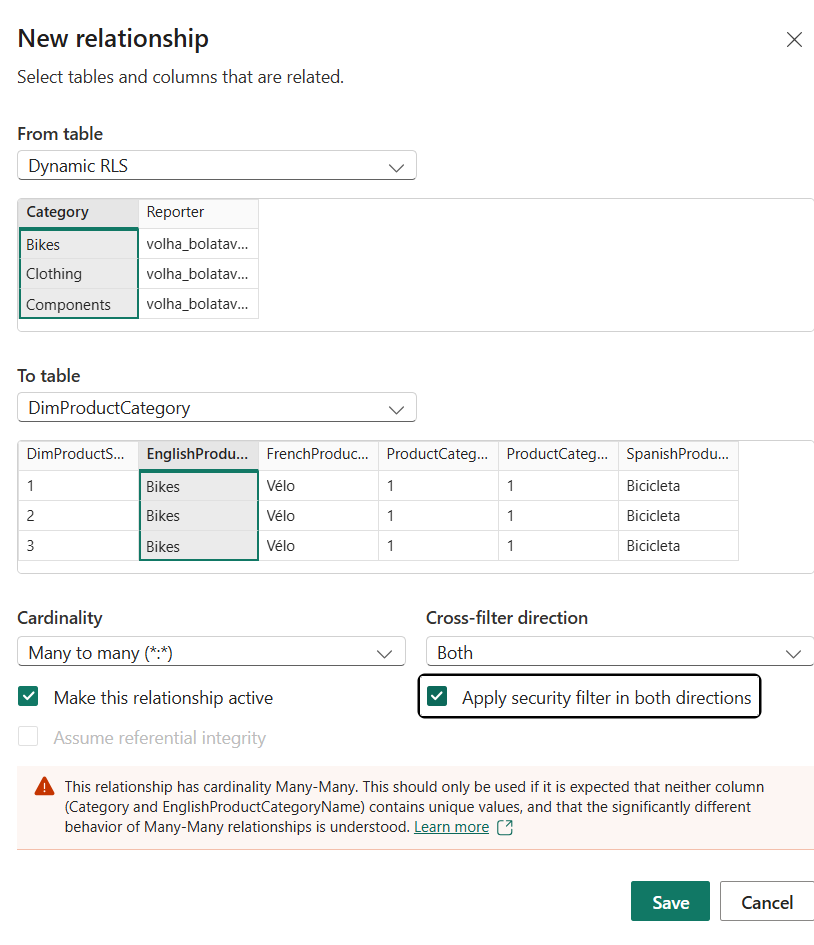 New relationship
Select tables and columns that are related.
From table
Dynamic RLS
Category Reporter
Bikes volha_bolatav...
Clothing volha_bolatav...
Components volha_bolatav...
To table
DimProductCategory
DimProductS... EnglishProdu... FrenchProduc... ProductCateg... ProductCateg... SpanishProdu...
1 Bikes Vélo 1 1 Bicicleta
2 Bikes Vélo 1 1 Bicicleta
3 Bikes Vélo 1 1 Bicicleta
Cardinality Cross-filter direction
Many to many (*:*) Both
Make this relationship active Apply security filter in both directions
Assume referential integrity
This relationship has cardinality Many-Many. This should only be used if it is expected that neither column
(Category and EnglishProductCategoryName) contains unique values, and that the significantly different
behavior of Many-Many relationships is understood. Learn more
Save Cancel